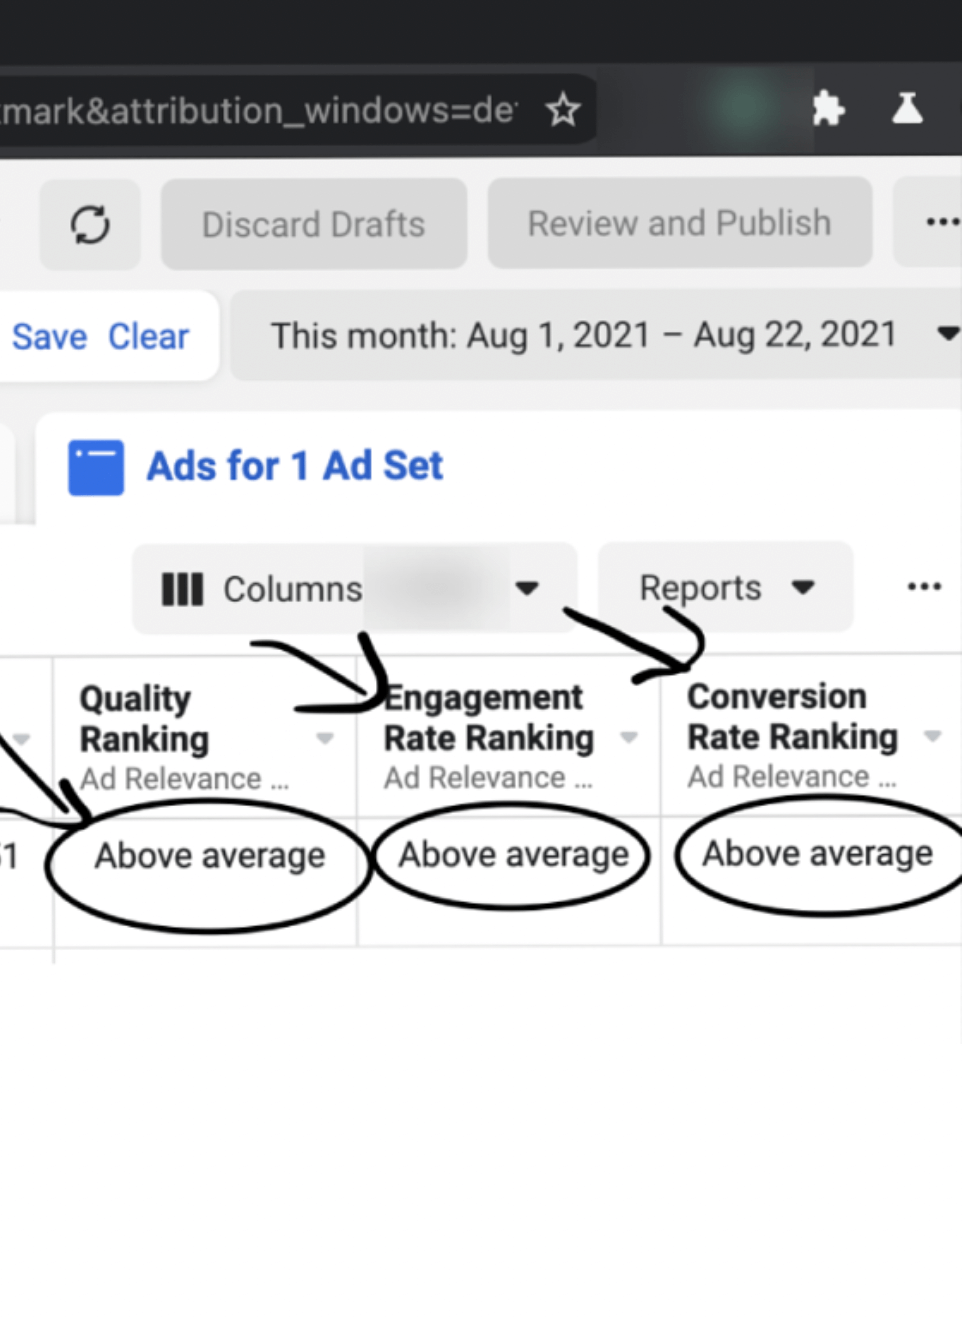 mark&attribution_windows=de
Discard Drafts
Review and Publish
Save Clear
This month: Aug 1, 2021 – Aug 22, 2021
Ads for 1 Ad Set
Columns
Reports
Quality
Ranking
Ad Relevance ...
Engagement
Rate Ranking
Ad Relevance ...
Conversion
Rate Ranking
Ad Relevance ...
Above average
Above average
Above average